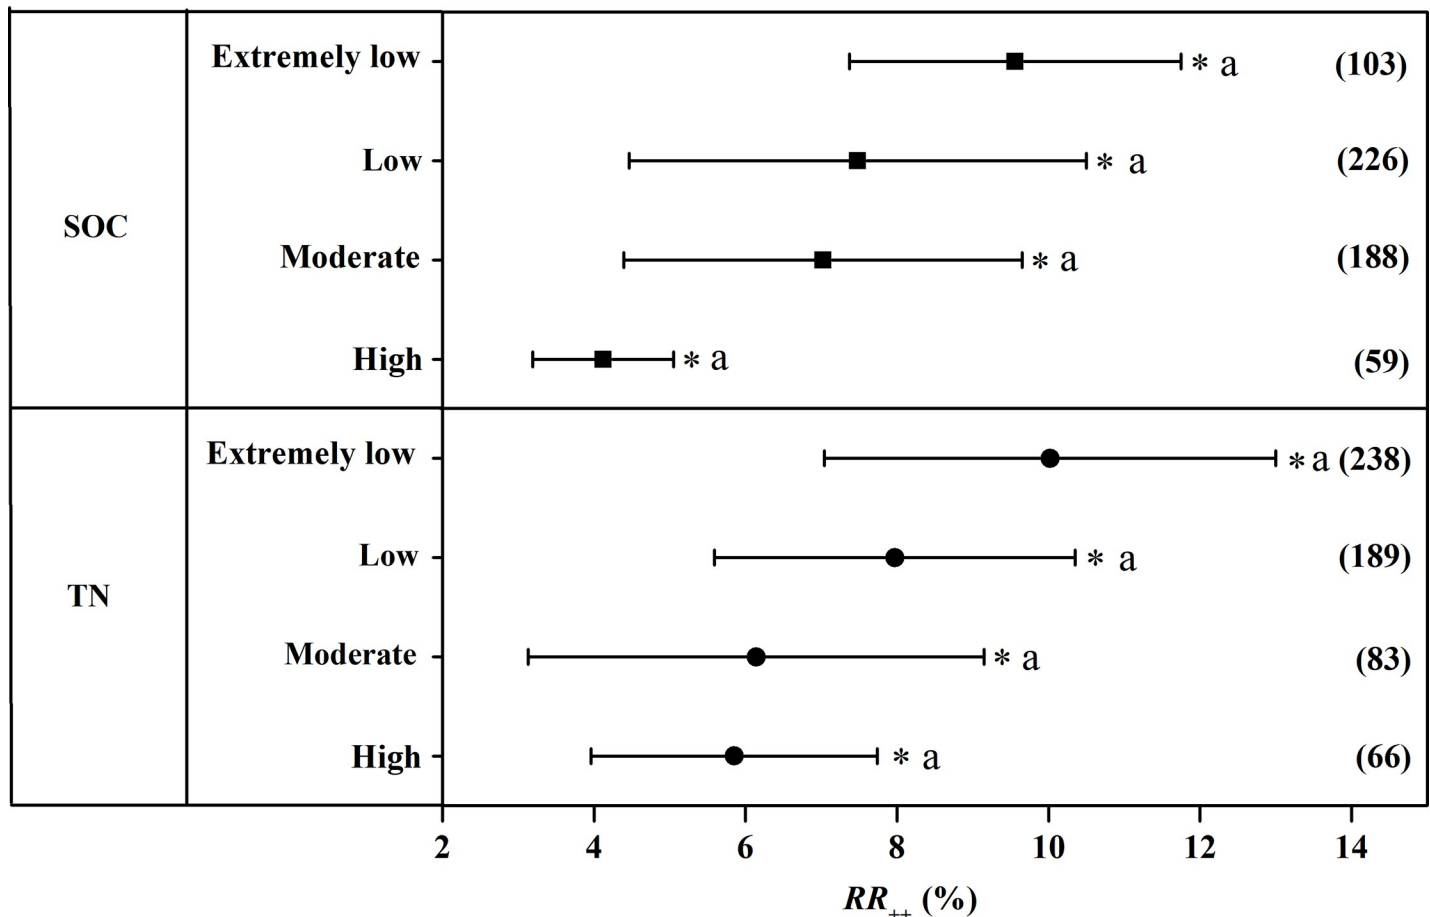 SOC
Extremely low * a (103)
Low * a (226)
Moderate * a (188)
High * a (59)
TN
Extremely low * a (238)
Low * a (189)
Moderate * a (83)
High * a (66)
2 4 6 8 10 12 14
RR++ (%)